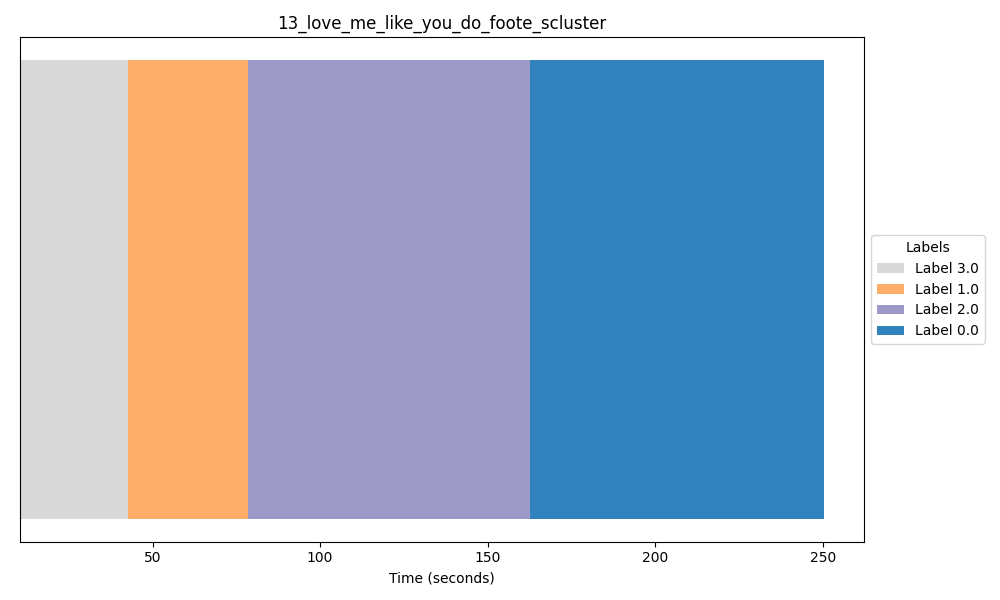 13_love_me_like_you_do_foote_scluster
Labels
Label 3.0
Label 1.0
Label 2.0
Label 0.0
50 100 150 200 250
Time (seconds)